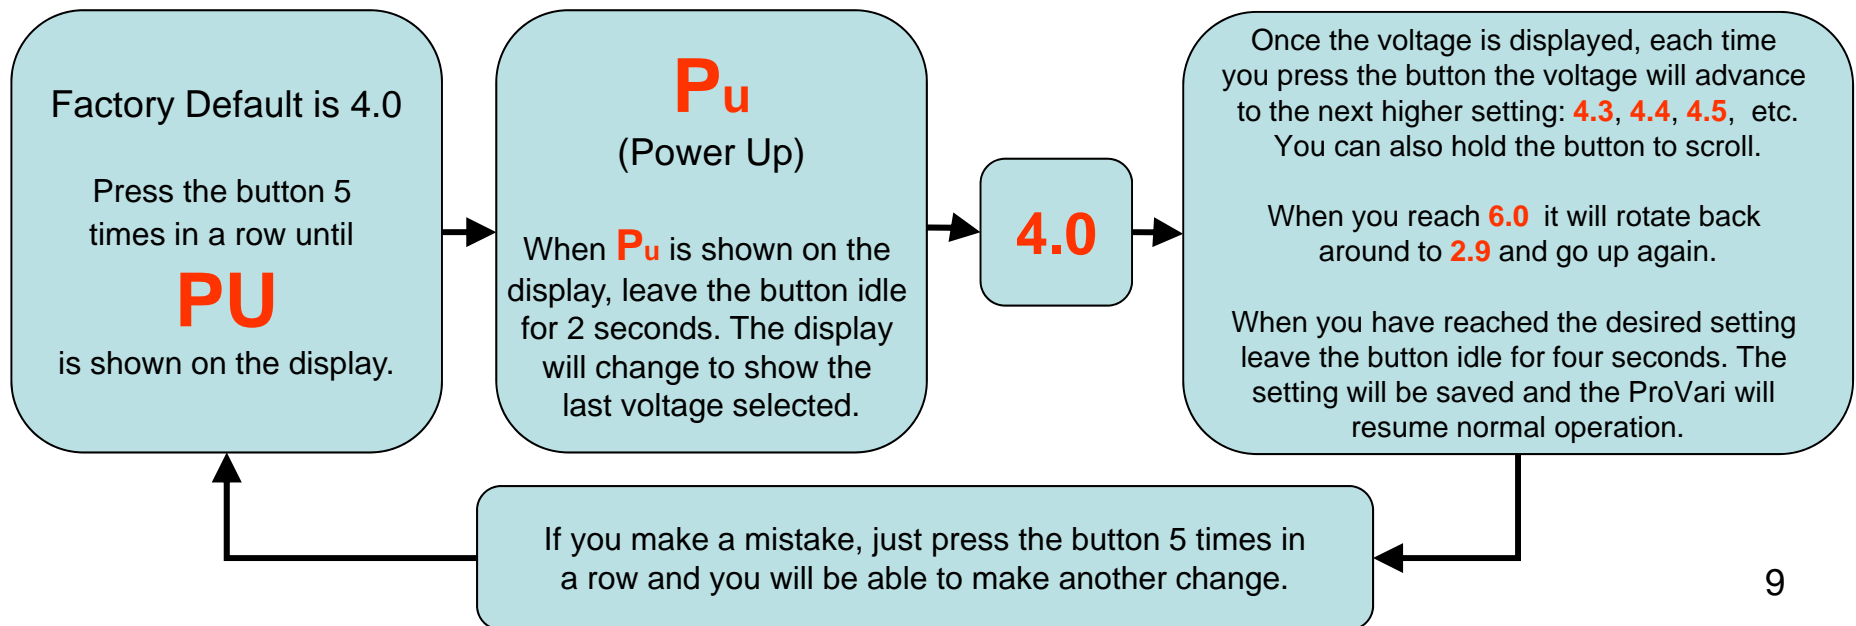 Factory Default is 4.0
Press the button 5
times in a row until
PU
is shown on the display.
Pu
(Power Up)
When Pu is shown on the
display, leave the button idle
for 2 seconds. The display
will change to show the
last voltage selected.
4.0
Once the voltage is displayed, each time
you press the button the voltage will advance
to the next higher setting: 4.3, 4.4, 4.5, etc.
You can also hold the button to scroll.
When you reach 6.0 it will rotate back
around to 2.9 and go up again.
When you have reached the desired setting
leave the button idle for four seconds. The
setting will be saved and the ProVari will
resume normal operation.
If you make a mistake, just press the button 5 times in
a row and you will be able to make another change.
9